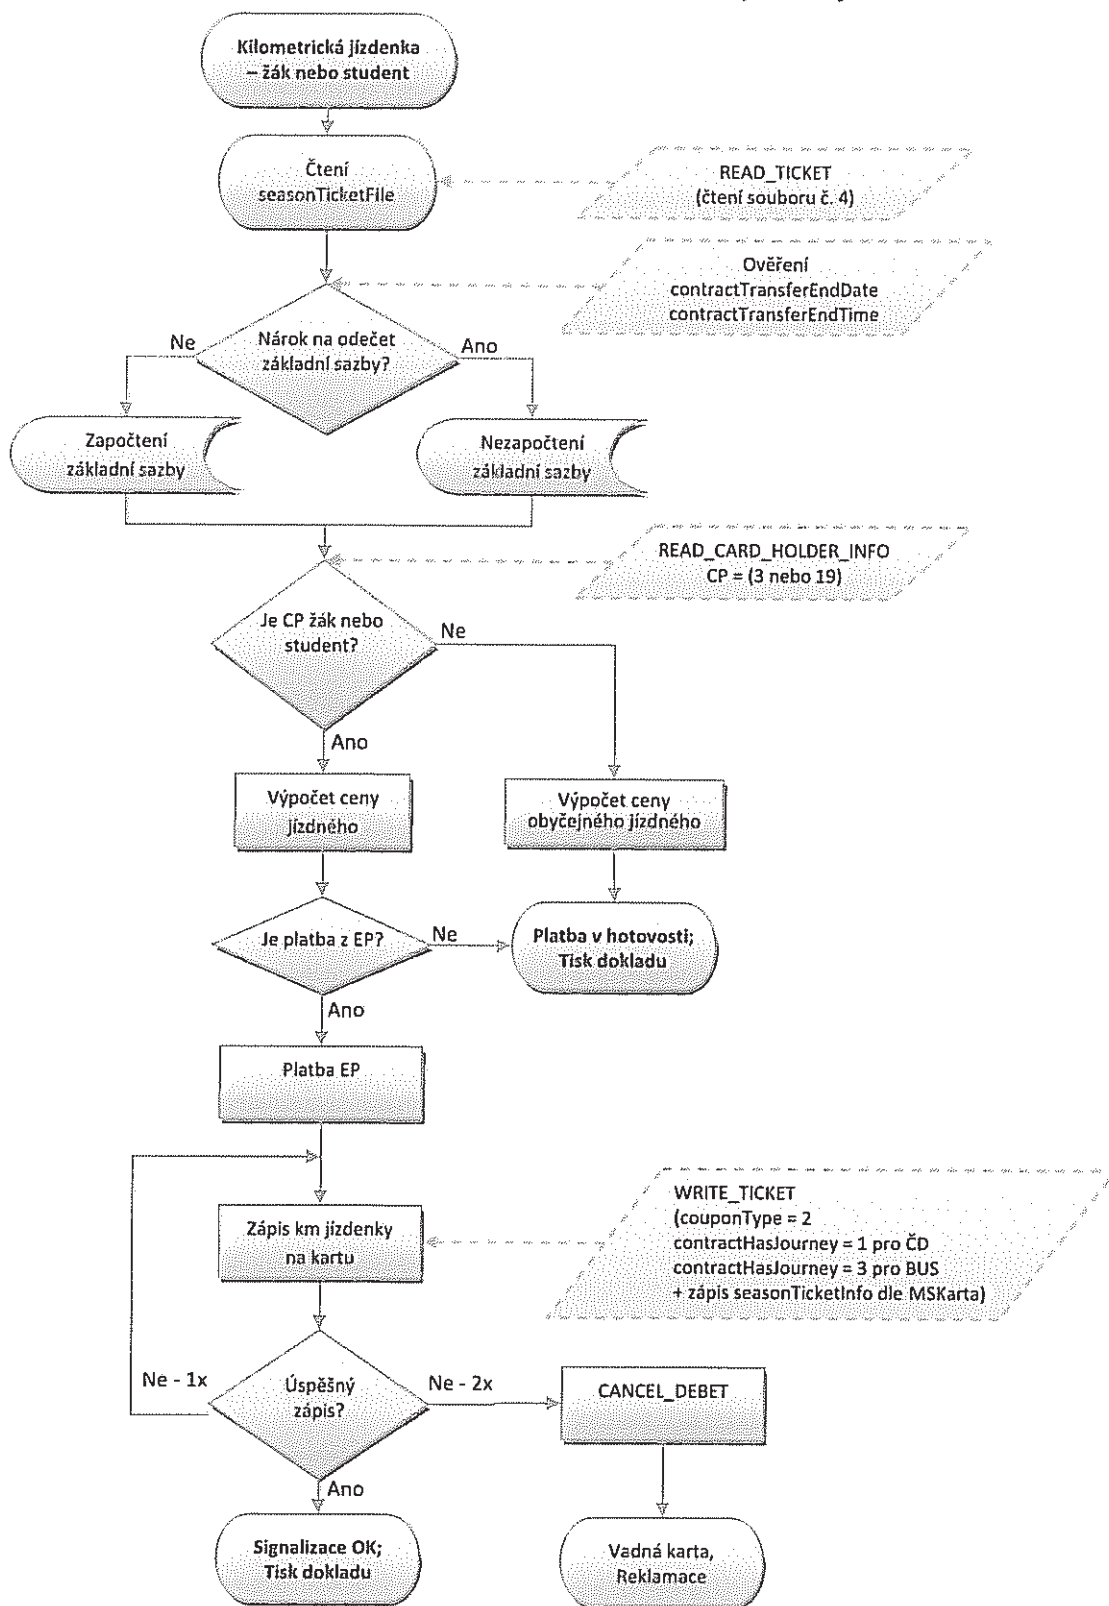 Kilometrická jízdenka
– žák nebo student
Čtení
seasonTicketFile
READ_TICKET
(čtení souboru č. 4)
Ověření
contractTransferEndDate
contractTransferEndTime
Nárok na odečet
základní sazby?
Ne
Ano
Započtení
základní sazby
Nezapočtení
základní sazby
READ_CARD_HOLDER_INFO
CP = (3 nebo 19)
Je CP žák nebo
student?
Ne
Ano
Výpočet ceny
jízdného
Výpočet ceny
obyčejného jízdného
Je platba z EP?
Ne
Platba v hotovosti;
Tisk dokladu
Ano
Platba EP
Zápis km jízdenky
na kartu
WRITE_TICKET
(couponType = 2
contractHasJourney = 1 pro ČD
contractHasJourney = 3 pro BUS
+ zápis seasonTicketInfo dle MSKarta)
Ne - 1x
Úspěšný
zápis?
Ne - 2x
CANCEL_DEBET
Ano
Signalizace OK;
Tisk dokladu
Vadná karta,
Reklamace